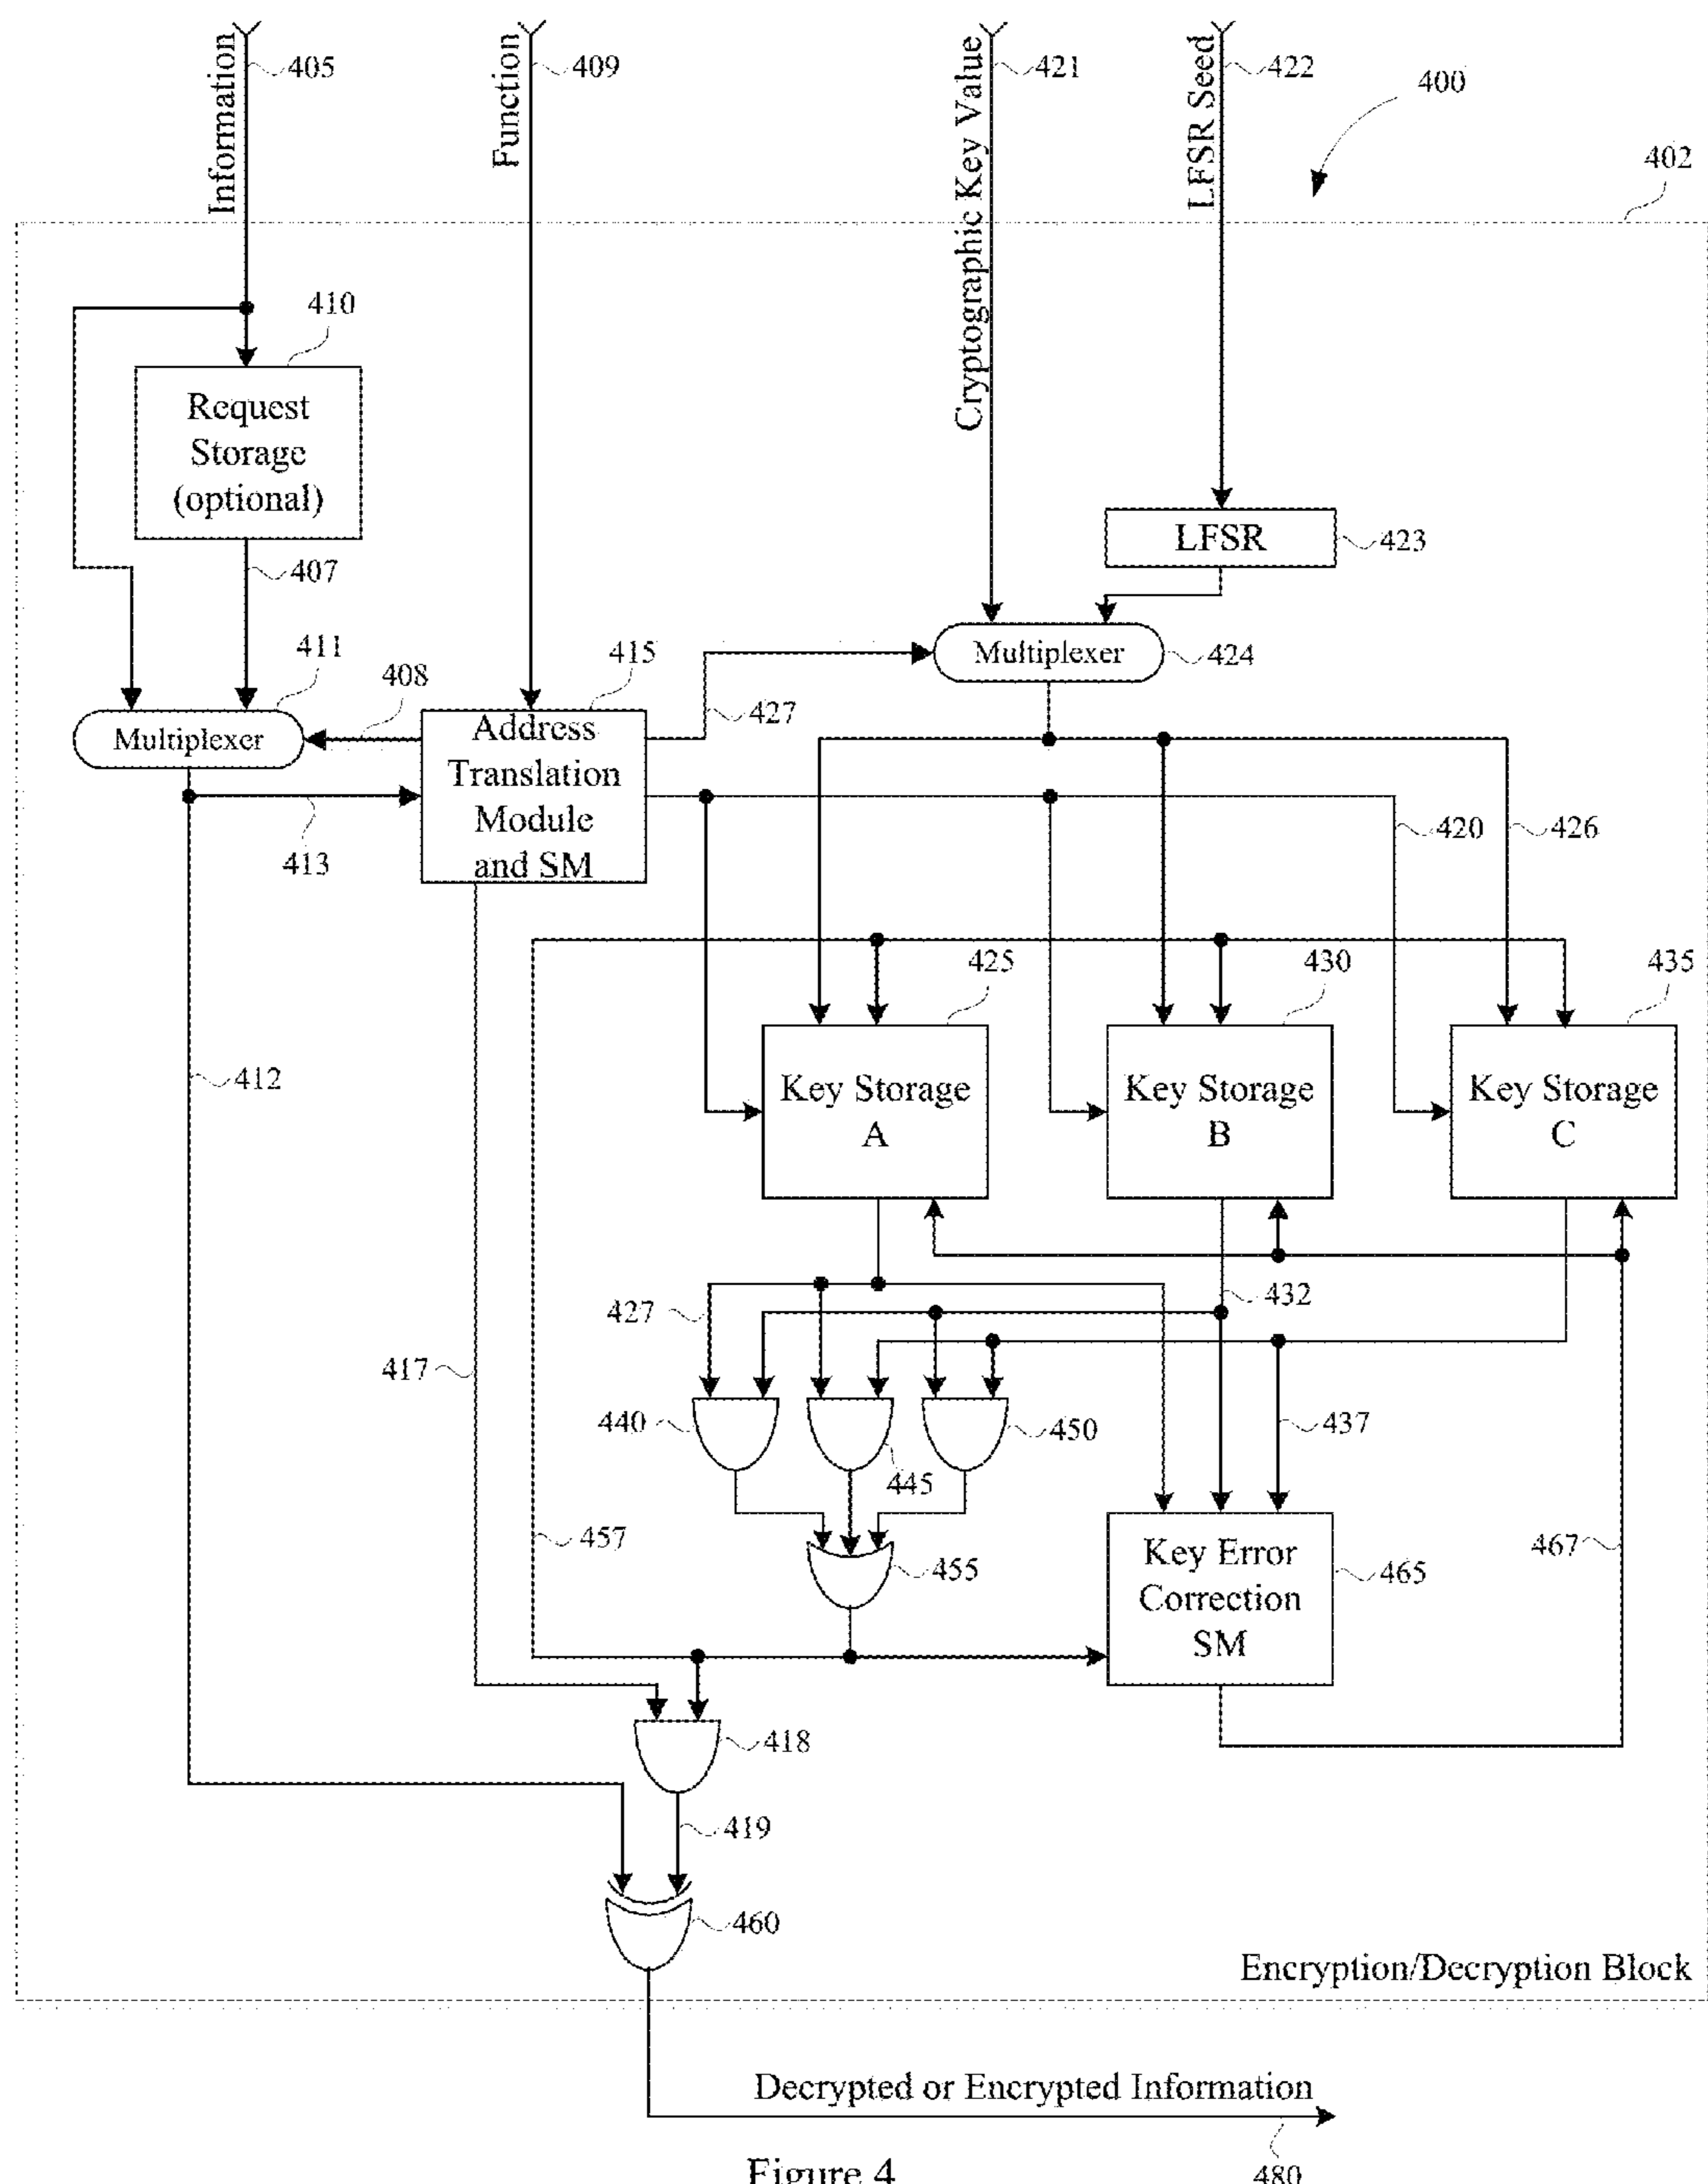 Information
405
Function
409
Cryptographic Key Value
421
LFSR Seed
422
400
402
410
Request
Storage
(optional)
407
LFSR
423
411
Multiplexer
408
415
Address
Translation
Module
and SM
427
Multiplexer
424
413
420
426
425
430
435
412
Key Storage
A
Key Storage
B
Key Storage
C
427
432
417
440
445
450
437
457
455
Key Error
Correction
SM
465
467
418
419
460
Encryption/Decryption Block
Decrypted or Encrypted Information
480
Figure 4